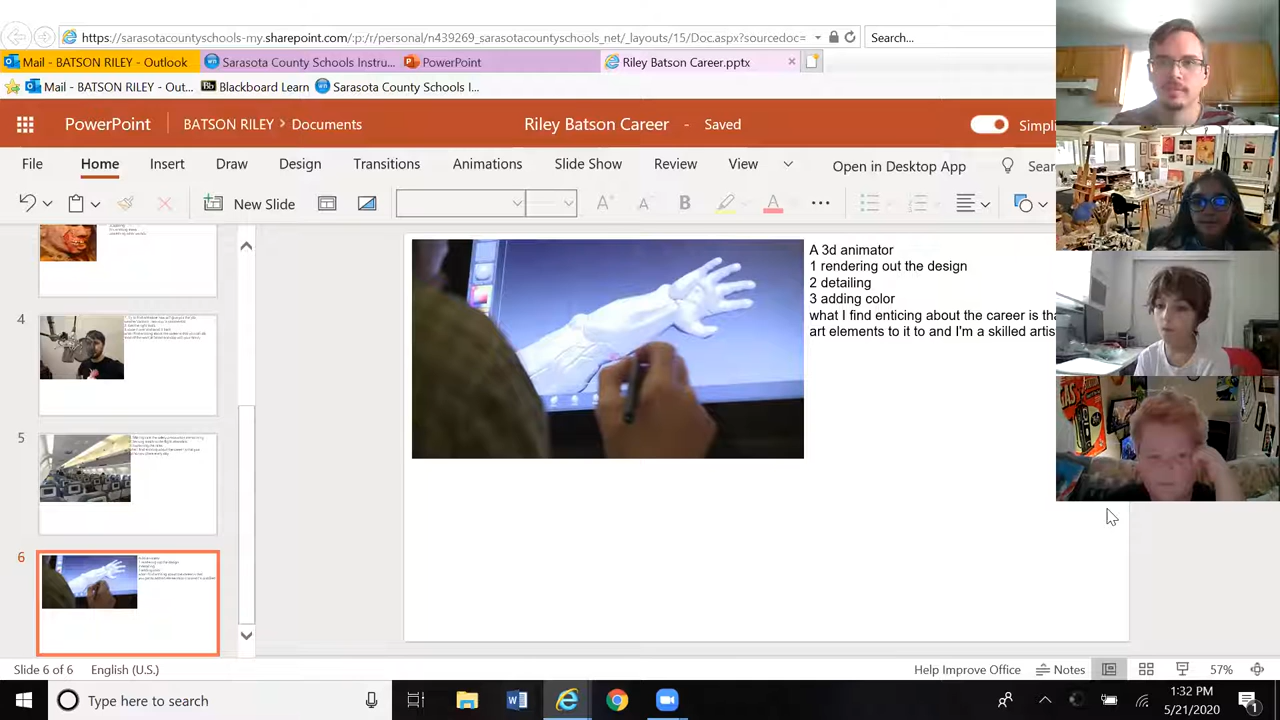 https://sarasotacountyschools-my.sharepoint.com/:p:/r/personal/n439269_sarasotacountyschools_net/_layouts/15/Doc.aspx?sourcedoc=
Search...
Mail - BATSON RILEY - Outlook
Sarasota County Schools Instru...
PowerPoint
Riley Batson Career.pptx
Mail - BATSON RILEY - Out...
Bb Blackboard Learn
Sarasota County Schools I...
PowerPoint
BATSON RILEY > Documents
Riley Batson Career - Saved
Simpli
File Home Insert Draw Design Transitions Animations Slide Show Review View
Open in Desktop App
Sear
New Slide
B
A
A 3d animator
1 rendering out the design
2 detailing
3 adding color
what I find enticing about the career is tha
art elements to it to and I'm a skilled artis
4
5
6
Slide 6 of 6
English (U.S.)
Help Improve Office
Notes
57%
Type here to search
1:32 PM
5/21/2020
1